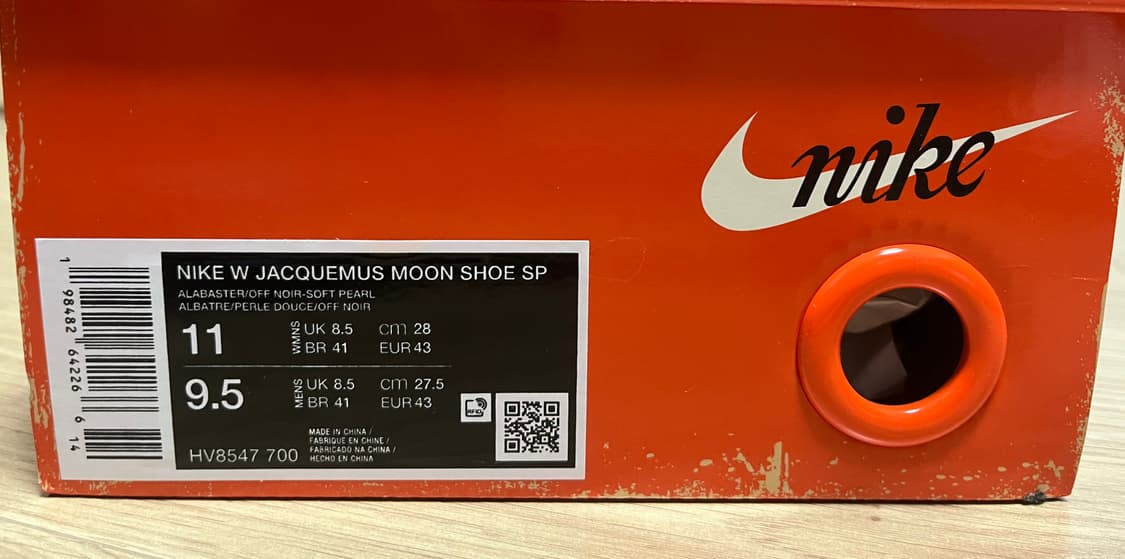 nike
NIKE W JACQUEMUS MOON SHOE SP
ALABASTER/OFF NOIR-SOFT PEARL
ALBATRE/PERLE DOUCE/OFF NOIR
11 WMNS UK 8.5 cm 28
BR 41 EUR 43
9.5 MENS UK 8.5 cm 27.5
BR 41 EUR 43
RFID
MADE IN CHINA /
FABRIQUE EN CHINE /
FABRICADO NA CHINA /
HECHO EN CHINA
HV8547 700
1 98482 64226 6 14